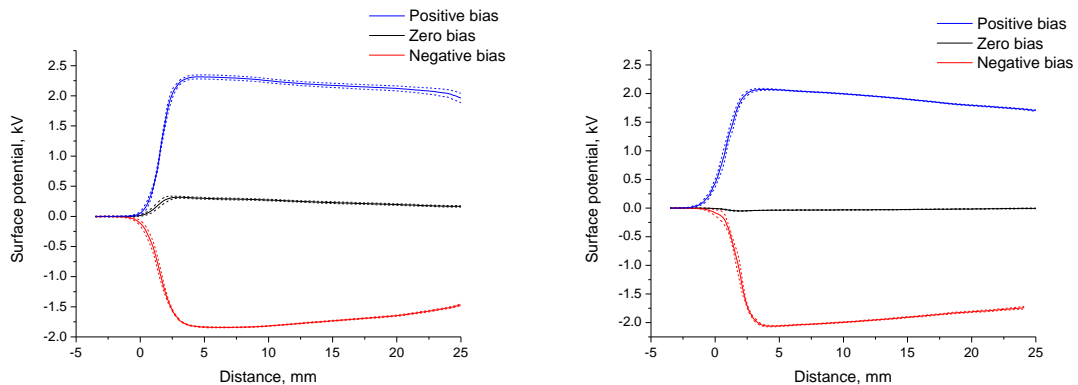 Positive bias
Zero bias
Negative bias
2.5
2.0
1.5
1.0
0.5
0.0
-0.5
-1.0
-1.5
-2.0
Surface potential, kV
-5 0 5 10 15 20 25
Distance, mm
Positive bias
Zero bias
Negative bias
2.5
2.0
1.5
1.0
0.5
0.0
-0.5
-1.0
-1.5
-2.0
Surface potential, kV
-5 0 5 10 15 20 25
Distance, mm